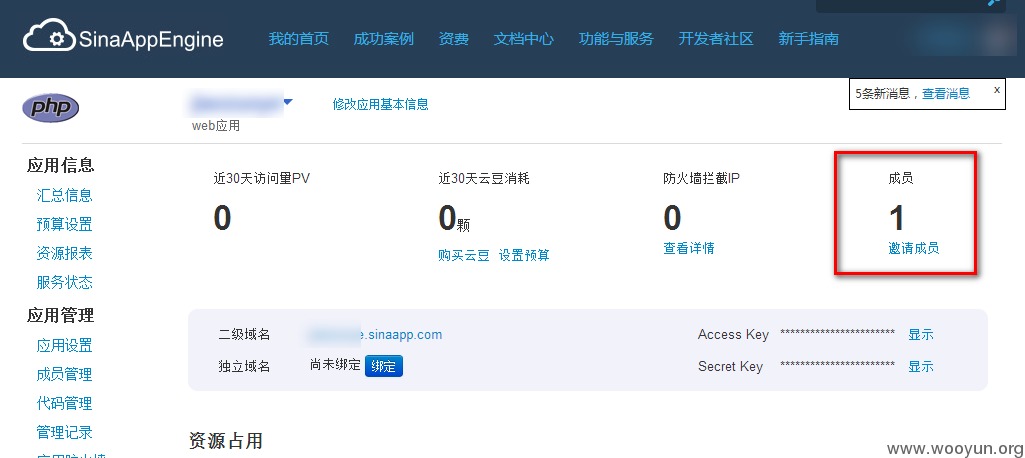 SinaAppEngine 我的首页 成功案例 资费 文档中心 功能与服务 开发者社区 新手指南
5条新消息，查看消息 x
php 修改应用基本信息
web应用
应用信息
汇总信息
预算设置
资源报表
服务状态
应用管理
应用设置
成员管理
代码管理
管理记录
近30天访问量PV 近30天云豆消耗 防火墙拦截IP 成员
0 0颗 0 1
购买云豆 设置预算 查看详情 邀请成员
二级域名 e.sinaapp.com Access Key *********************** 显示
独立域名 尚未绑定 绑定 Secret Key *********************** 显示
资源占用
www.wooyun.org